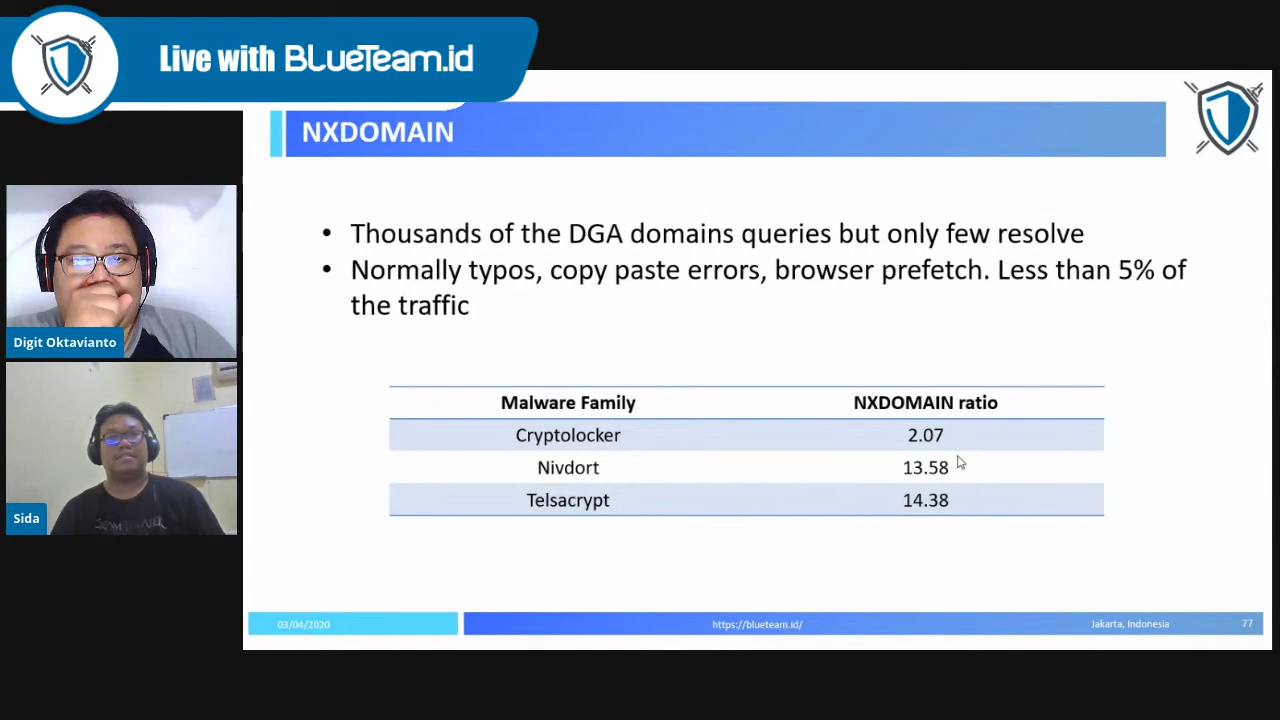 Live with BLueTeam.id
NXDOMAIN
• Thousands of the DGA domains queries but only few resolve
• Normally typos, copy paste errors, browser prefetch. Less than 5% of
the traffic
Malware Family NXDOMAIN ratio
Cryptolocker 2.07
Nivdort 13.58
Telsacrypt 14.38
Digit Oktavianto
Sida
03/04/2020 https://blueteam.id/ Jakarta, Indonesia 77